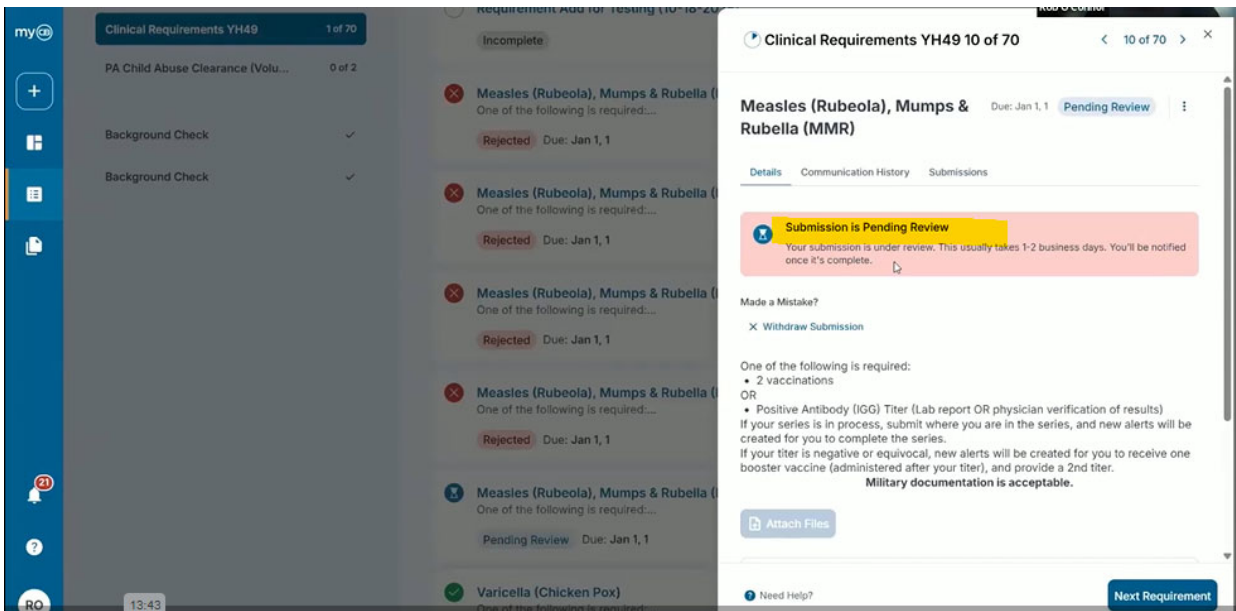 my CB
21
RO
13:43
Clinical Requirements YH49 1 of 70
PA Child Abuse Clearance (Volu... 0 of 2
Background Check
Background Check
Requirement Add for Testing (10-18-20
Incomplete
Measles (Rubeola), Mumps & Rubella (
One of the following is required:...
Rejected Due: Jan 1, 1
Measles (Rubeola), Mumps & Rubella (
One of the following is required:...
Rejected Due: Jan 1, 1
Measles (Rubeola), Mumps & Rubella (
One of the following is required:...
Rejected Due: Jan 1, 1
Measles (Rubeola), Mumps & Rubella (
One of the following is required:...
Rejected Due: Jan 1, 1
Measles (Rubeola), Mumps & Rubella (
One of the following is required:...
Pending Review Due: Jan 1, 1
Varicella (Chicken Pox)
One of the following is required:
Rob O'Connor
Clinical Requirements YH49 10 of 70
< 10 of 70 >
Measles (Rubeola), Mumps & Due: Jan 1, 1 Pending Review
Rubella (MMR)
Details Communication History Submissions
Submission is Pending Review
Your submission is under review. This usually takes 1-2 business days. You'll be notified
once it's complete.
Made a Mistake?
Withdraw Submission
One of the following is required:
• 2 vaccinations
OR
• Positive Antibody (IGG) Titer (Lab report OR physician verification of results)
If your series is in process, submit where you are in the series, and new alerts will be
created for you to complete the series.
If your titer is negative or equivocal, new alerts will be created for you to receive one
booster vaccine (administered after your titer), and provide a 2nd titer.
Military documentation is acceptable.
Attach Files
Need Help?
Next Requirement